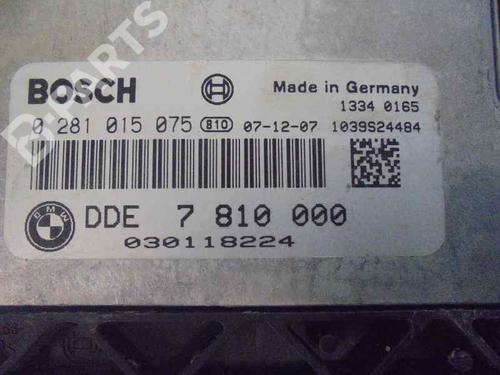 B-PARTS
BOSCH
Made in Germany
1334 0165
0 281 015 075 810 07-12-07 1039S24484
BMW
DDE 7 810 000
030118224